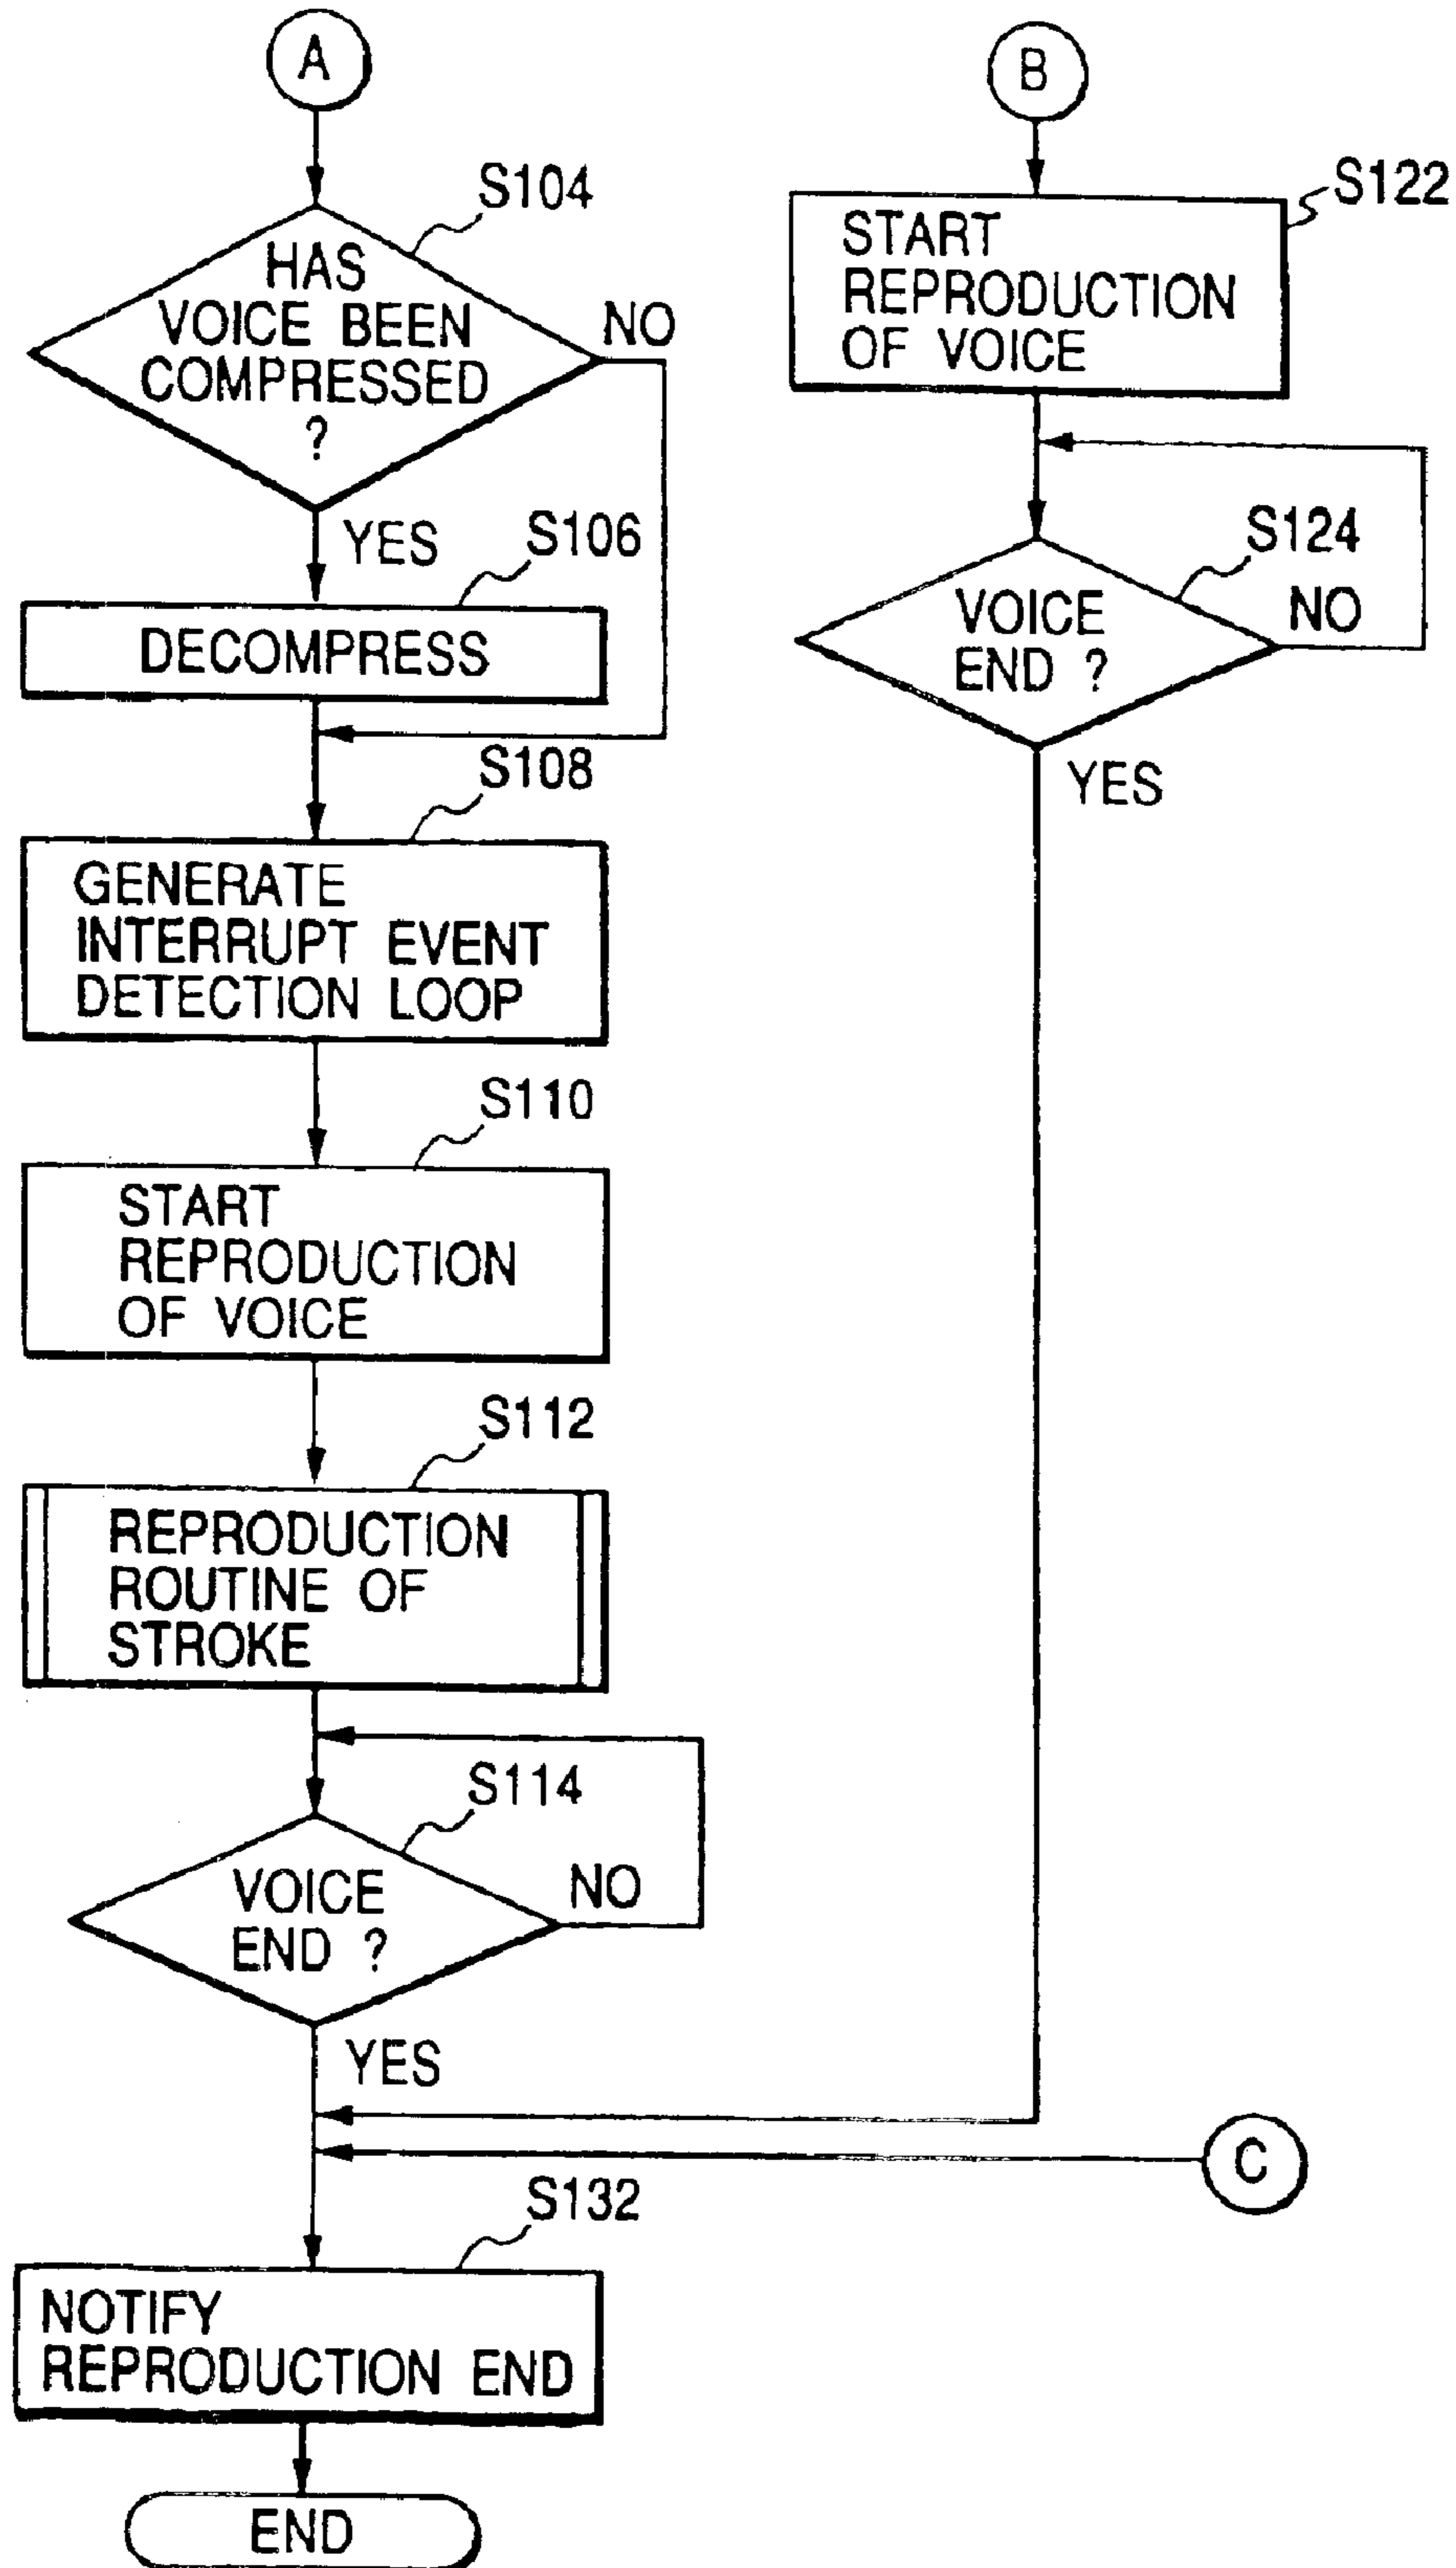 A
S104
HAS
VOICE BEEN
COMPRESSED
?
NO
YES
S106
DECOMPRESS
S108
GENERATE
INTERRUPT EVENT
DETECTION LOOP
S110
START
REPRODUCTION
OF VOICE
S112
REPRODUCTION
ROUTINE OF
STROKE
S114
VOICE
END ?
NO
YES
B
S122
START
REPRODUCTION
OF VOICE
S124
VOICE
END ?
NO
YES
C
S132
NOTIFY
REPRODUCTION END
END